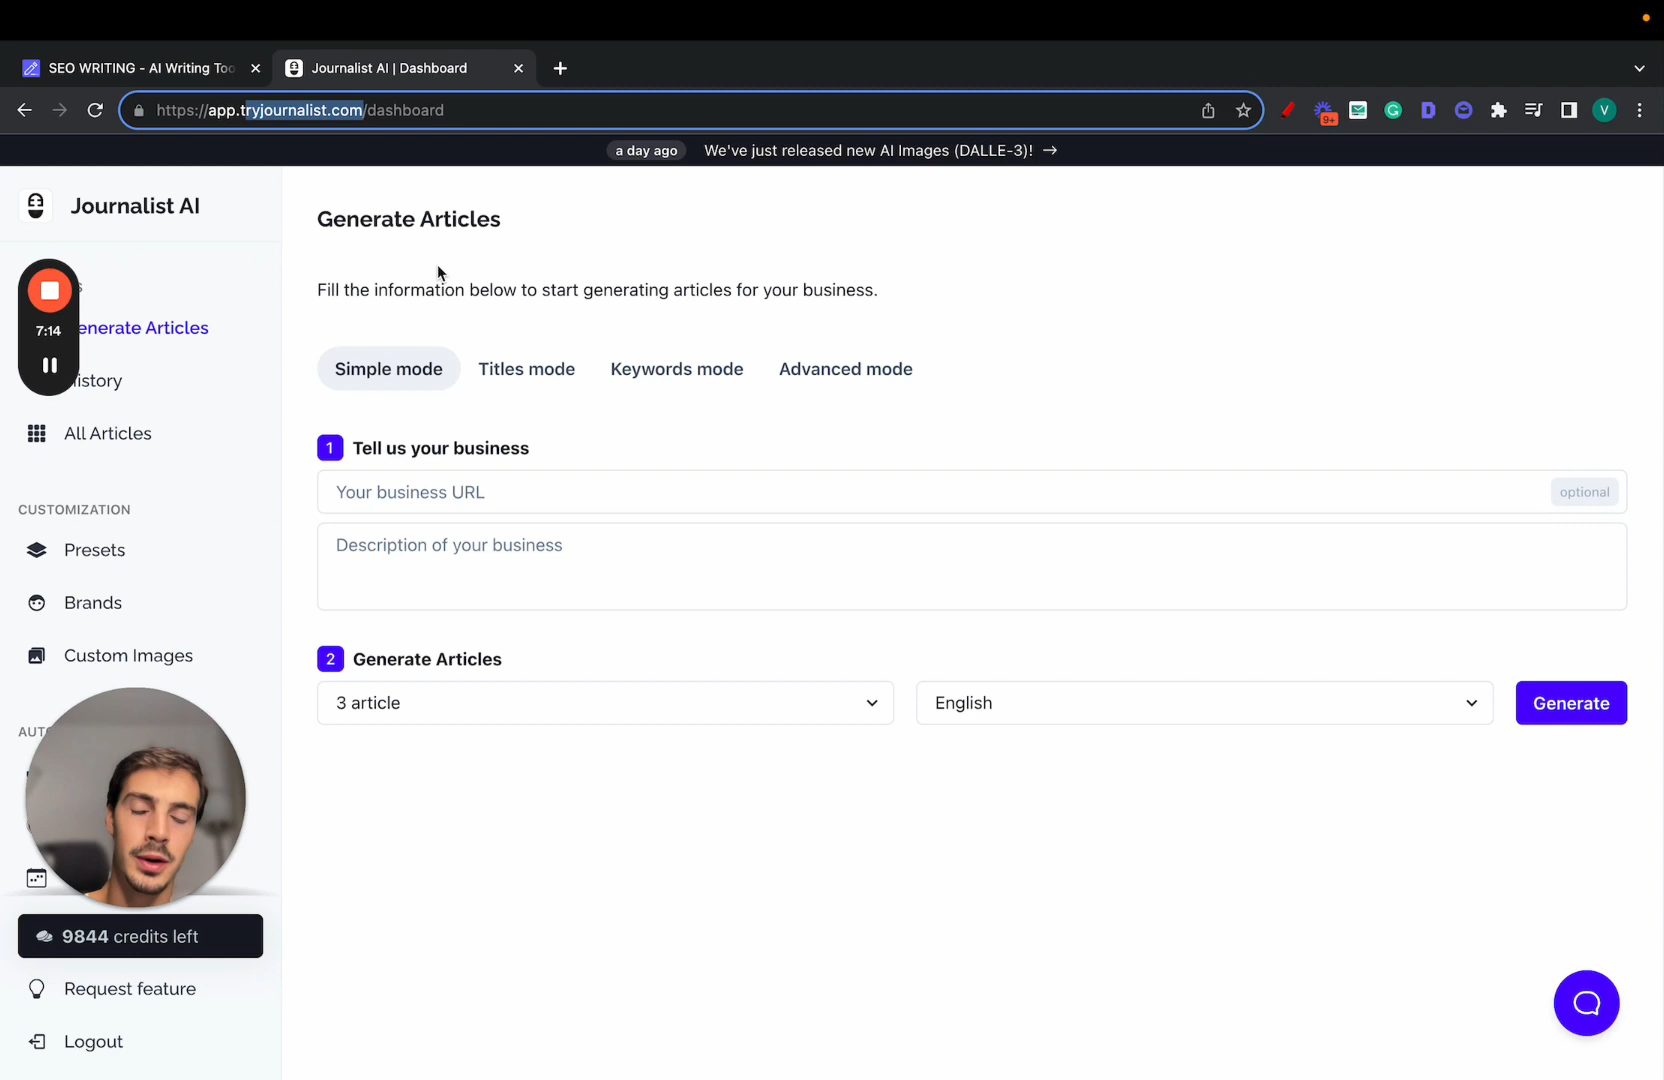 SEO WRITING - AI Writing Too
Journalist AI | Dashboard
https://app.tryjournalist.com/dashboard
9+
V
a day ago We've just released new AI Images (DALLE-3)! →
Journalist AI
Generate Articles
Fill the information below to start generating articles for your business.
s
7:14
enerate Articles
istory
All Articles
Simple mode Titles mode Keywords mode Advanced mode
1 Tell us your business
Your business URL optional
Description of your business
CUSTOMIZATION
Presets
Brands
Custom Images
2 Generate Articles
3 article English Generate
AUTO
9844 credits left
Request feature
Logout